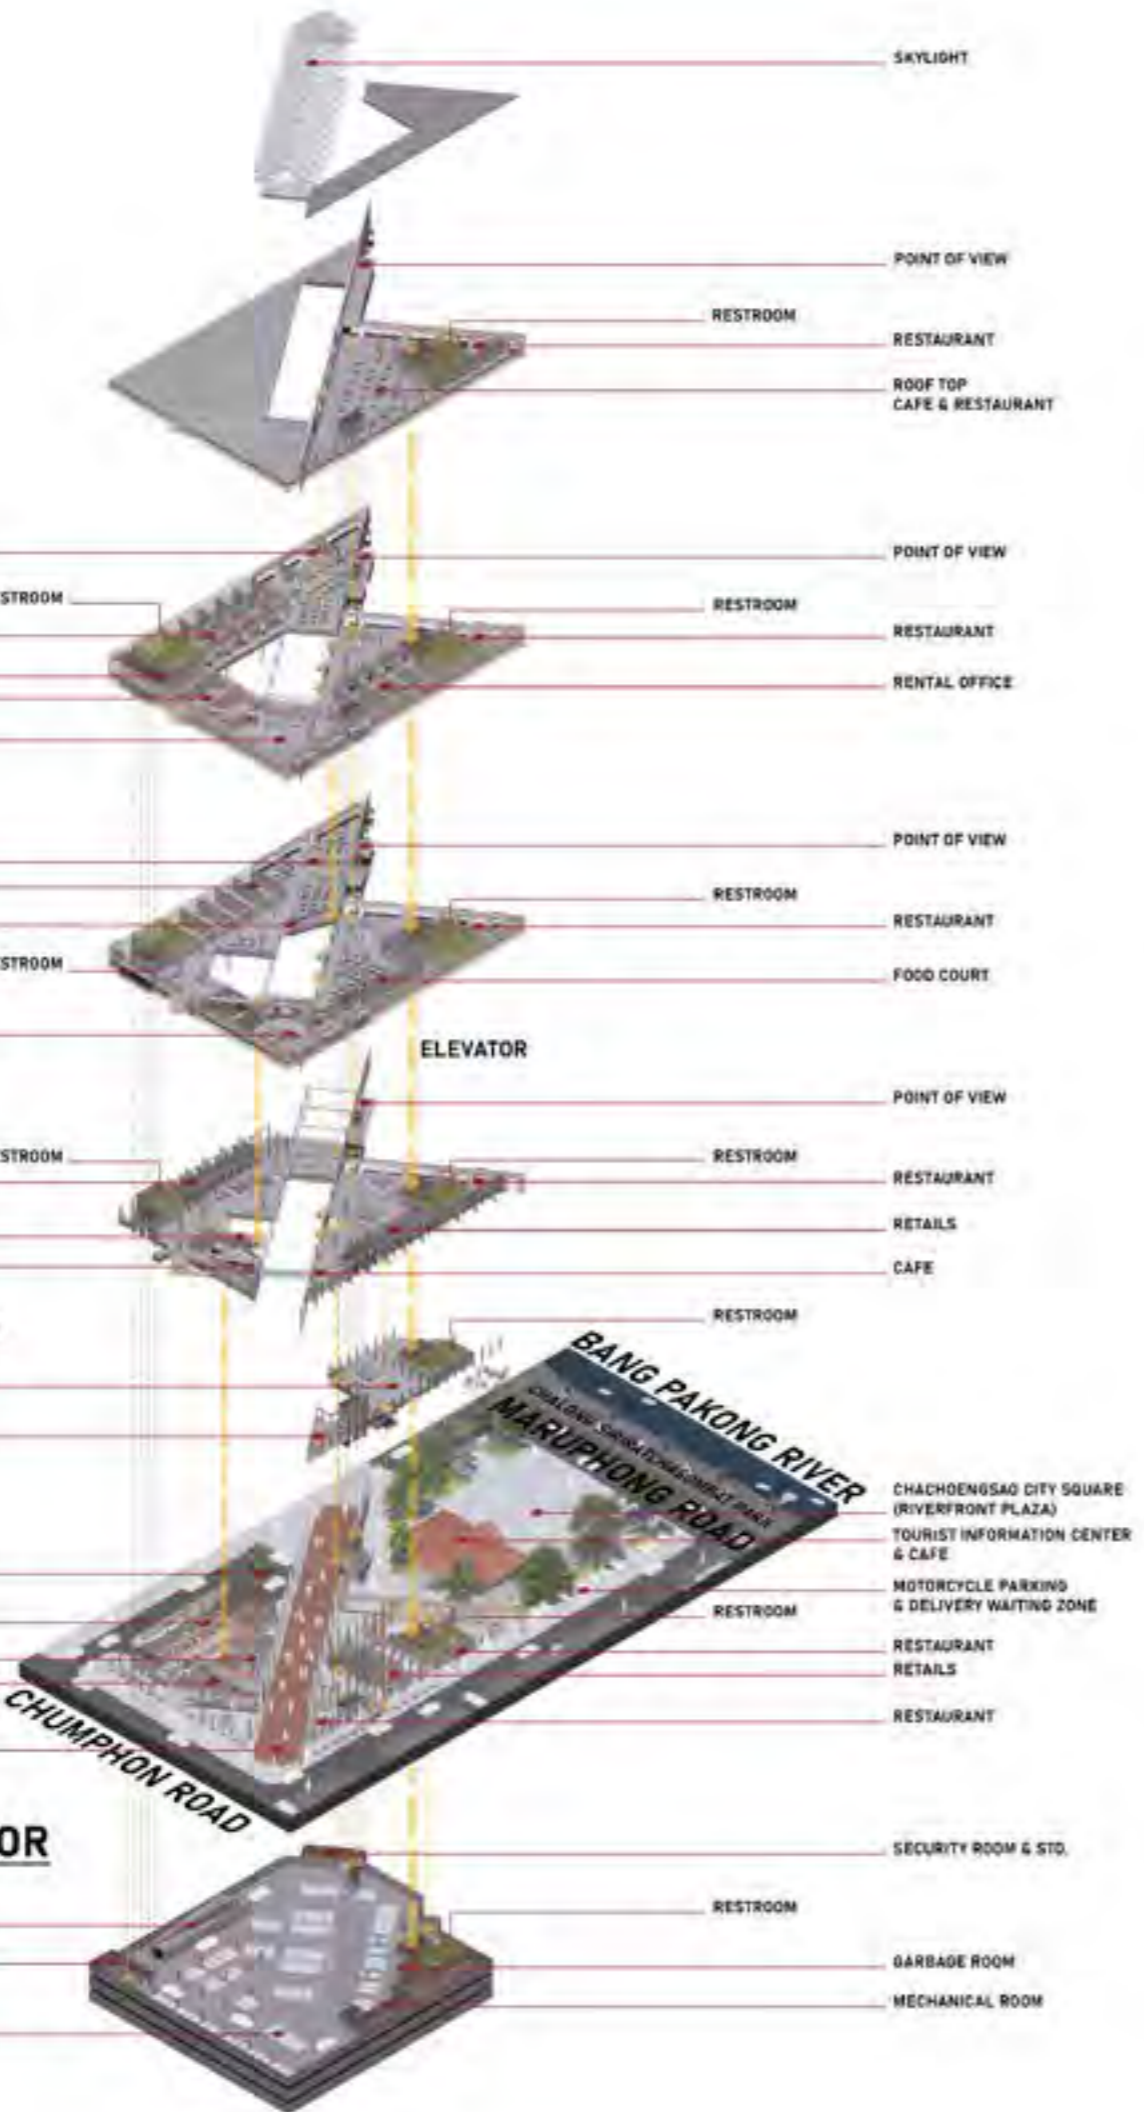 SKYLIGHT
POINT OF VIEW
RESTROOM
RESTAURANT
ROOF TOP
CAFE & RESTAURANT
POINT OF VIEW
STROOM
RESTROOM
RESTAURANT
RENTAL OFFICE
POINT OF VIEW
RESTROOM
RESTAURANT
STROOM
FOOD COURT
ELEVATOR
POINT OF VIEW
STROOM
RESTROOM
RESTAURANT
RETAILS
CAFE
RESTROOM
BANG PAKONG RIVER
MARUPHONG ROAD
CHACHOENGSAO CITY SQUARE
(RIVERFRONT PLAZA)
TOURIST INFORMATION CENTER
& CAFE
MOTORCYCLE PARKING
& DELIVERY WAITING ZONE
RESTROOM
RESTAURANT
RETAILS
RESTAURANT
CHUMPHON ROAD
OR
SECURITY ROOM & STO.
RESTROOM
GARBAGE ROOM
MECHANICAL ROOM